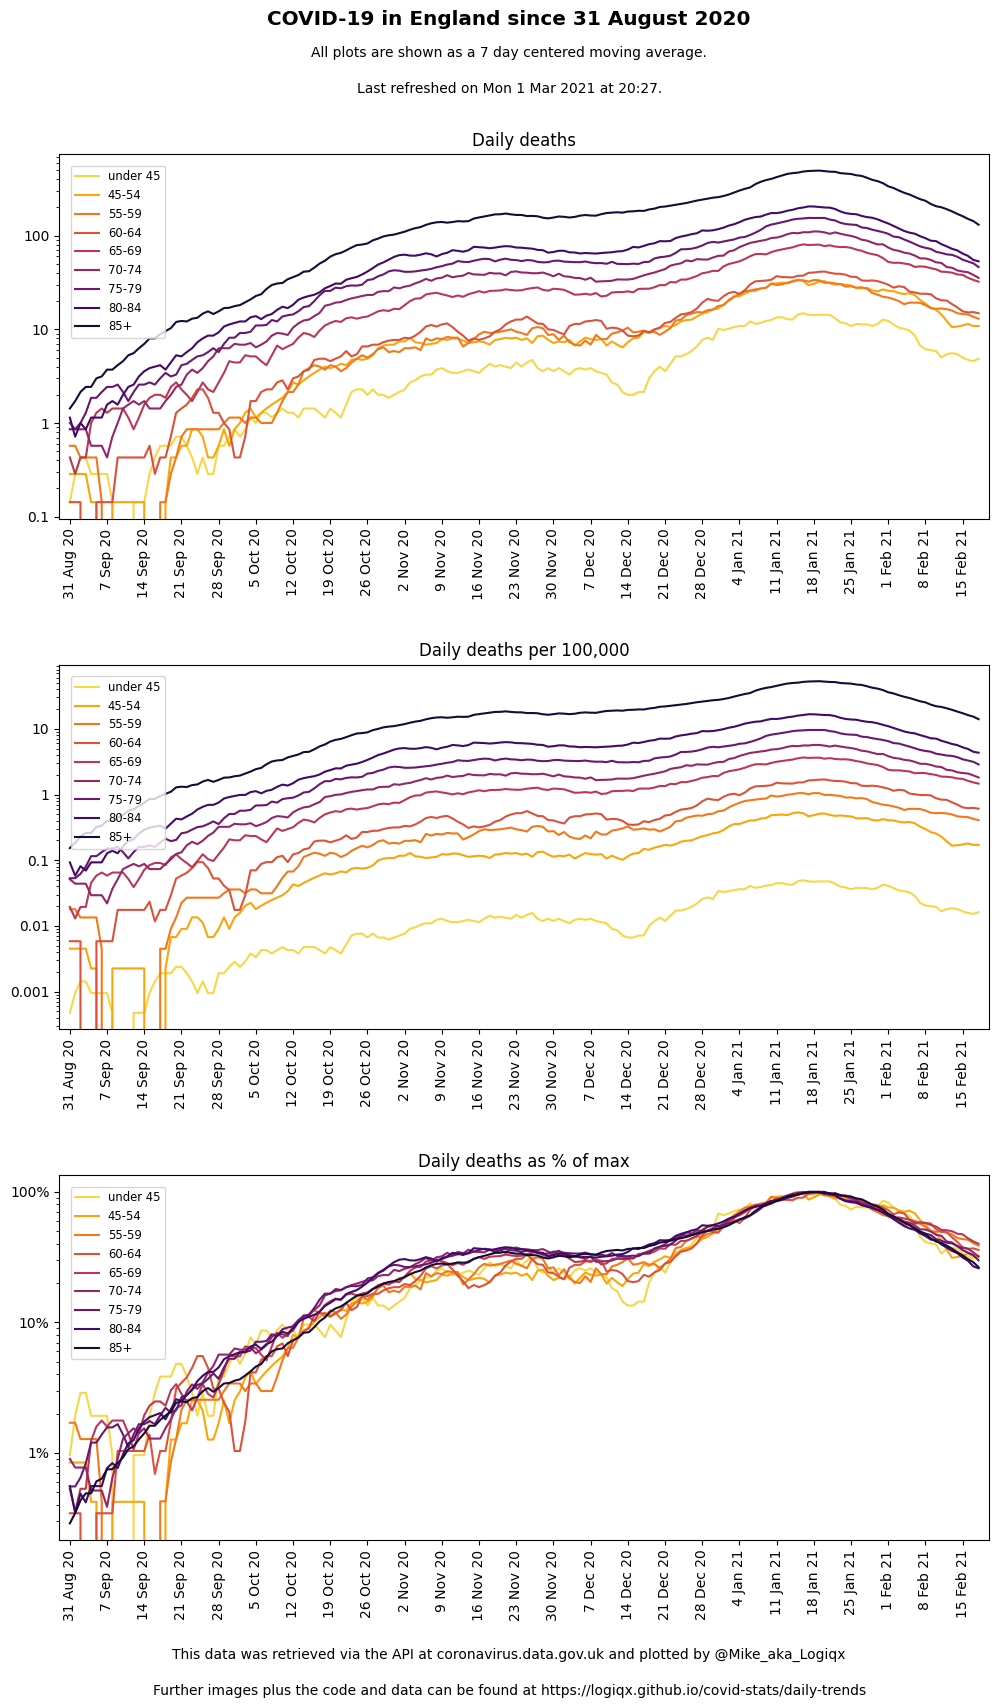 COVID-19 in England since 31 August 2020
All plots are shown as a 7 day centered moving average.
Last refreshed on Mon 1 Mar 2021 at 20:27.
Daily deaths
under 45
45-54
55-59
60-64
65-69
70-74
75-79
80-84
85+
100
10
1
0.1
31 Aug 20
7 Sep 20
14 Sep 20
21 Sep 20
28 Sep 20
5 Oct 20
12 Oct 20
19 Oct 20
26 Oct 20
2 Nov 20
9 Nov 20
16 Nov 20
23 Nov 20
30 Nov 20
7 Dec 20
14 Dec 20
21 Dec 20
28 Dec 20
4 Jan 21
11 Jan 21
18 Jan 21
25 Jan 21
1 Feb 21
8 Feb 21
15 Feb 21
Daily deaths per 100,000
under 45
45-54
55-59
60-64
65-69
70-74
75-79
80-84
85+
10
1
0.1
0.01
0.001
31 Aug 20
7 Sep 20
14 Sep 20
21 Sep 20
28 Sep 20
5 Oct 20
12 Oct 20
19 Oct 20
26 Oct 20
2 Nov 20
9 Nov 20
16 Nov 20
23 Nov 20
30 Nov 20
7 Dec 20
14 Dec 20
21 Dec 20
28 Dec 20
4 Jan 21
11 Jan 21
18 Jan 21
25 Jan 21
1 Feb 21
8 Feb 21
15 Feb 21
Daily deaths as % of max
under 45
45-54
55-59
60-64
65-69
70-74
75-79
80-84
85+
100%
10%
1%
31 Aug 20
7 Sep 20
14 Sep 20
21 Sep 20
28 Sep 20
5 Oct 20
12 Oct 20
19 Oct 20
26 Oct 20
2 Nov 20
9 Nov 20
16 Nov 20
23 Nov 20
30 Nov 20
7 Dec 20
14 Dec 20
21 Dec 20
28 Dec 20
4 Jan 21
11 Jan 21
18 Jan 21
25 Jan 21
1 Feb 21
8 Feb 21
15 Feb 21
This data was retrieved via the API at coronavirus.data.gov.uk and plotted by @Mike_aka_Logiqx
Further images plus the code and data can be found at https://logiqx.github.io/covid-stats/daily-trends